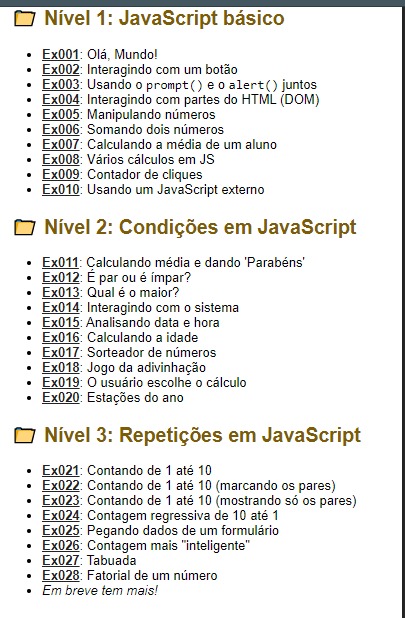 Nível 1: JavaScript básico
Ex001: Olá, Mundo!
Ex002: Interagindo com um botão
Ex003: Usando o prompt() e o alert() juntos
Ex004: Interagindo com partes do HTML (DOM)
Ex005: Manipulando números
Ex006: Somando dois números
Ex007: Calculando a média de um aluno
Ex008: Vários cálculos em JS
Ex009: Contador de cliques
Ex010: Usando um JavaScript externo
Nível 2: Condições em JavaScript
Ex011: Calculando média e dando 'Parabéns'
Ex012: É par ou é ímpar?
Ex013: Qual é o maior?
Ex014: Interagindo com o sistema
Ex015: Analisando data e hora
Ex016: Calculando a idade
Ex017: Sorteador de números
Ex018: Jogo da adivinhação
Ex019: O usuário escolhe o cálculo
Ex020: Estações do ano
Nível 3: Repetições em JavaScript
Ex021: Contando de 1 até 10
Ex022: Contando de 1 até 10 (marcando os pares)
Ex023: Contando de 1 até 10 (mostrando só os pares)
Ex024: Contagem regressiva de 10 até 1
Ex025: Pegando dados de um formulário
Ex026: Contagem mais "inteligente"
Ex027: Tabuada
Ex028: Fatorial de um número
Em breve tem mais!